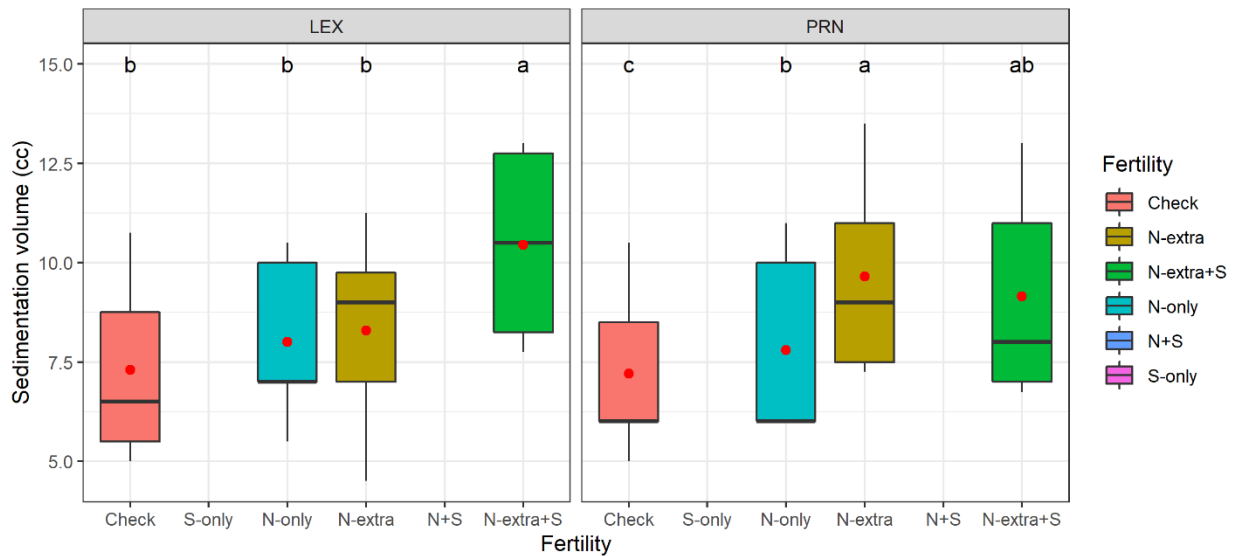 LEX PRN
b b b a c b a ab
15.0
12.5
10.0
7.5
5.0
Sedimentation volume (cc)
Check S-only N-only N-extra N+S N-extra+S Check S-only N-only N-extra N+S N-extra+S
Fertility
Fertility
Check
N-extra
N-extra+S
N-only
N+S
S-only